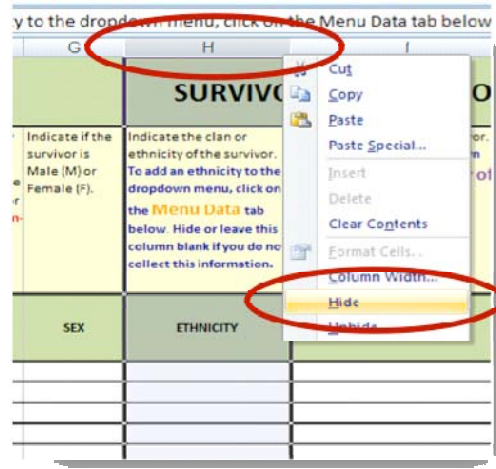 y to the dropdown menu, click on the Menu Data tab below
G H I
SURVIVO O
Indicate if the
survivor is
Male (M) or
Female (F).
Indicate the clan or
ethnicity of the survivor.
To add an ethnicity to the
dropdown menu, click on
the Menu Data tab
below. Hide or leave this
column blank if you do no
collect this information.
Cut
Copy
Paste
Paste Special...
Insert
Delete
Clear Contents
Format Cells...
Column Width...
Hide
Unhide
or.
of
SEX
ETHNICITY